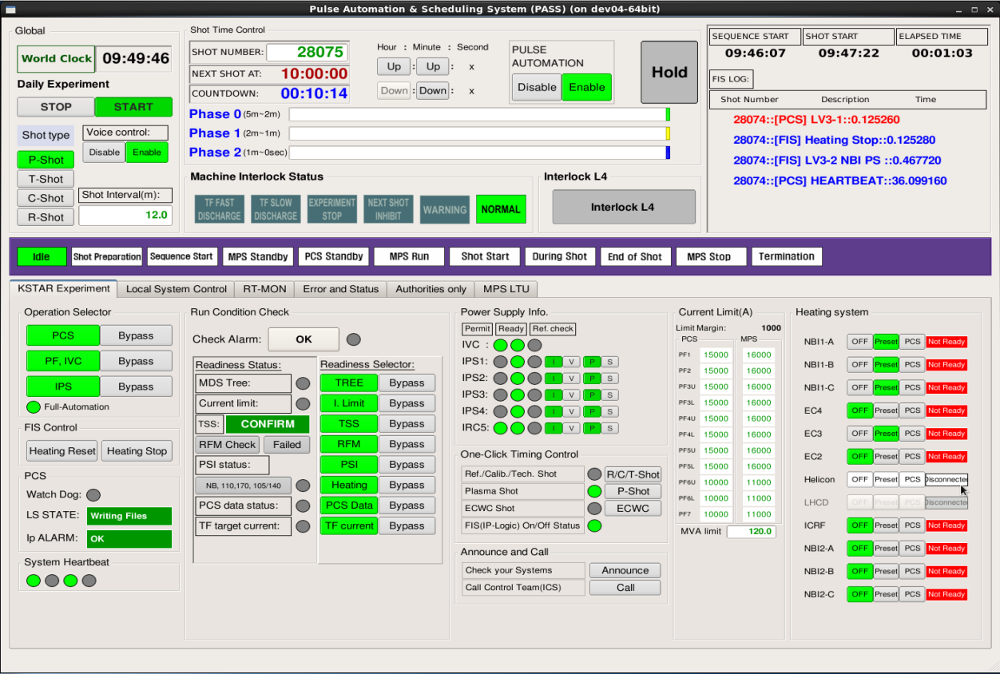 Pulse Automation & Scheduling System (PASS) (on dev04-64bit)
Global
World Clock 09:49:46
Daily Experiment
STOP START
Shot type
Voice control:
Disable Enable
P-Shot
T-Shot
C-Shot
R-Shot
Shot Interval(m):
12.0
Shot Time Control
SHOT NUMBER: 28075
NEXT SHOT AT: 10:00:00
COUNTDOWN: 00:10:14
Hour : Minute : Second
Up : Up : x
Down : Down : x
PULSE
AUTOMATION
Disable Enable
Hold
Phase 0 (5m~2m)
Phase 1 (2m~1m)
Phase 2 (1m~0sec)
Machine Interlock Status
TF FAST
DISCHARGE
TF SLOW
DISCHARGE
EXPERIMENT
STOP
NEXT SHOT
INHIBIT
WARNING
NORMAL
Interlock L4
Interlock L4
SEQUENCE START SHOT START ELAPSED TIME
09:46:07 09:47:22 00:01:03
FIS LOG:
Shot Number Description Time
28074::[PCS] LV3-1::0.125260
28074::[FIS] Heating Stop::0.125280
28074::[FIS] LV3-2 NBI PS ::0.467720
28074::[PCS] HEARTBEAT::36.099160
Idle Shot Preparation Sequence Start MPS Standby PCS Standby MPS Run Shot Start During Shot End of Shot MPS Stop Termination
KSTAR Experiment Local System Control RT-MON Error and Status Authorities only MPS LTU
Operation Selector
PCS Bypass
PF, IVC Bypass
IPS Bypass
Full-Automation
FIS Control
Heating Reset Heating Stop
PCS
Watch Dog:
LS STATE: Writing Files
Ip ALARM: OK
System Heartbeat
Run Condition Check
Check Alarm: OK
Readiness Status:
MDS Tree:
Current limit:
TSS: CONFIRM
RFM Check Failed
PSI status:
NB, 110,170, 105/140
PCS data status:
TF target current:
Readiness Selector:
TREE Bypass
I. Limit Bypass
TSS Bypass
RFM Bypass
PSI Bypass
Heating Bypass
PCS Data Bypass
TF current Bypass
Power Supply Info.
Permit Ready Ref. check
IVC :
IPS1: I V P S
IPS2: I V P S
IPS3: I V P S
IPS4: I V P S
IRC5: I V P S
One-Click Timing Control
Ref./Calib./Tech. Shot R/C/T-Shot
Plasma Shot P-Shot
ECWC Shot ECWC
FIS(IP-Logic) On/Off Status
Announce and Call
Check your Systems Announce
Call Control Team(ICS) Call
Current Limit(A)
Limit Margin: 1000
PCS MPS
PF1 15000 16000
PF2 15000 16000
PF3U 15000 16000
PF3L 15000 16000
PF4U 15000 16000
PF4L 15000 16000
PF5U 15000 16000
PF5L 15000 16000
PF6U 10000 11000
PF6L 10000 11000
PF7 10000 11000
MVA limit 120.0
Heating system
NBI1-A OFF Preset PCS Not Ready
NBI1-B OFF Preset PCS Not Ready
NBI1-C OFF Preset PCS Not Ready
EC4 OFF Preset PCS Not Ready
EC3 OFF Preset PCS Not Ready
EC2 OFF Preset PCS Not Ready
Helicon OFF Preset PCS Disconnecte
LHCD OFF Preset PCS Disconnecte
ICRF OFF Preset PCS Not Ready
NBI2-A OFF Preset PCS Not Ready
NBI2-B OFF Preset PCS Not Ready
NBI2-C OFF Preset PCS Not Ready